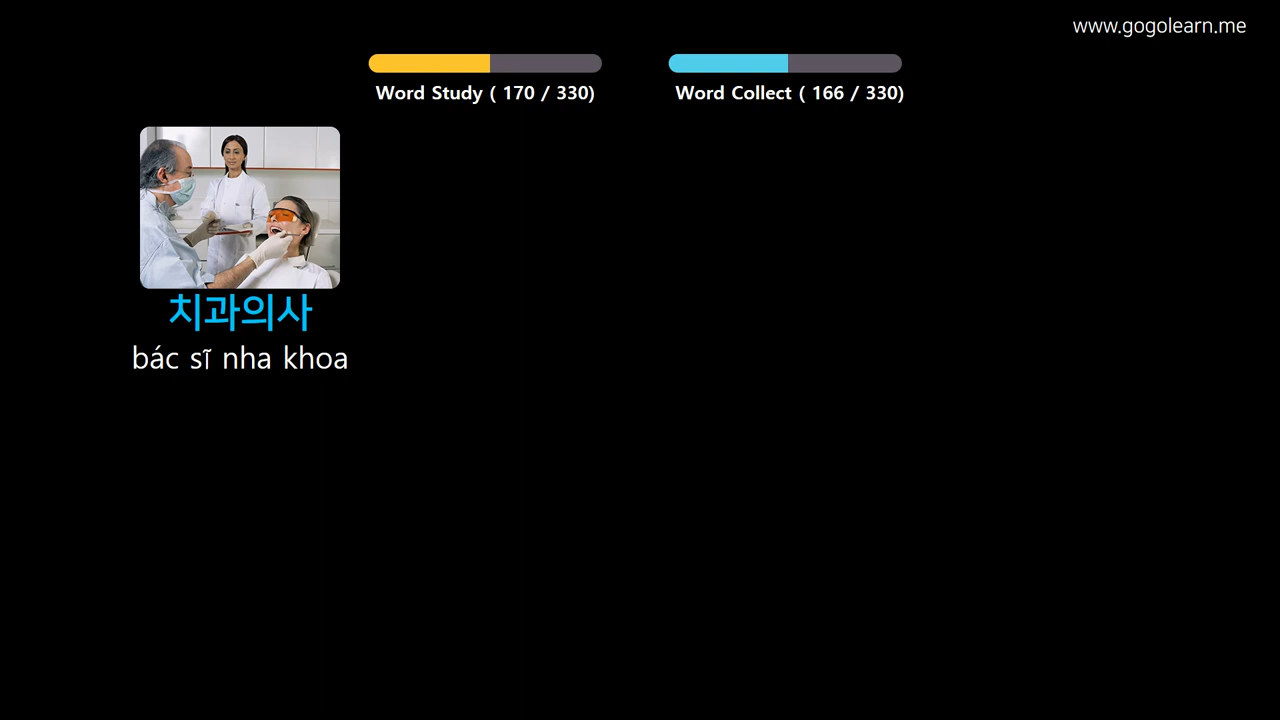 www.gogolearn.me
Word Study ( 170 / 330)
Word Collect ( 166 / 330)
치과의사
bác sĩ nha khoa